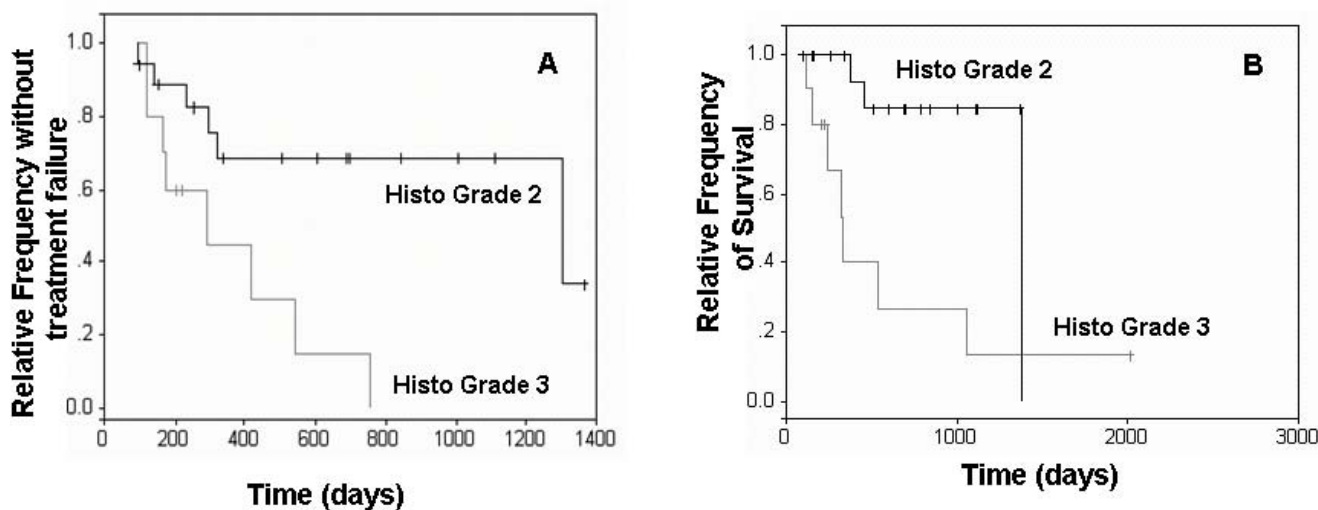 Relative Frequency without
treatment failure
1.0
.8
.6
.4
.2
0.0
A
Histo Grade 2
Histo Grade 3
0 200 400 600 800 1000 1200 1400
Time (days)
Relative Frequency
of Survival
1.0
.8
.6
.4
.2
0.0
B
Histo Grade 2
Histo Grade 3
0 1000 2000 3000
Time (days)